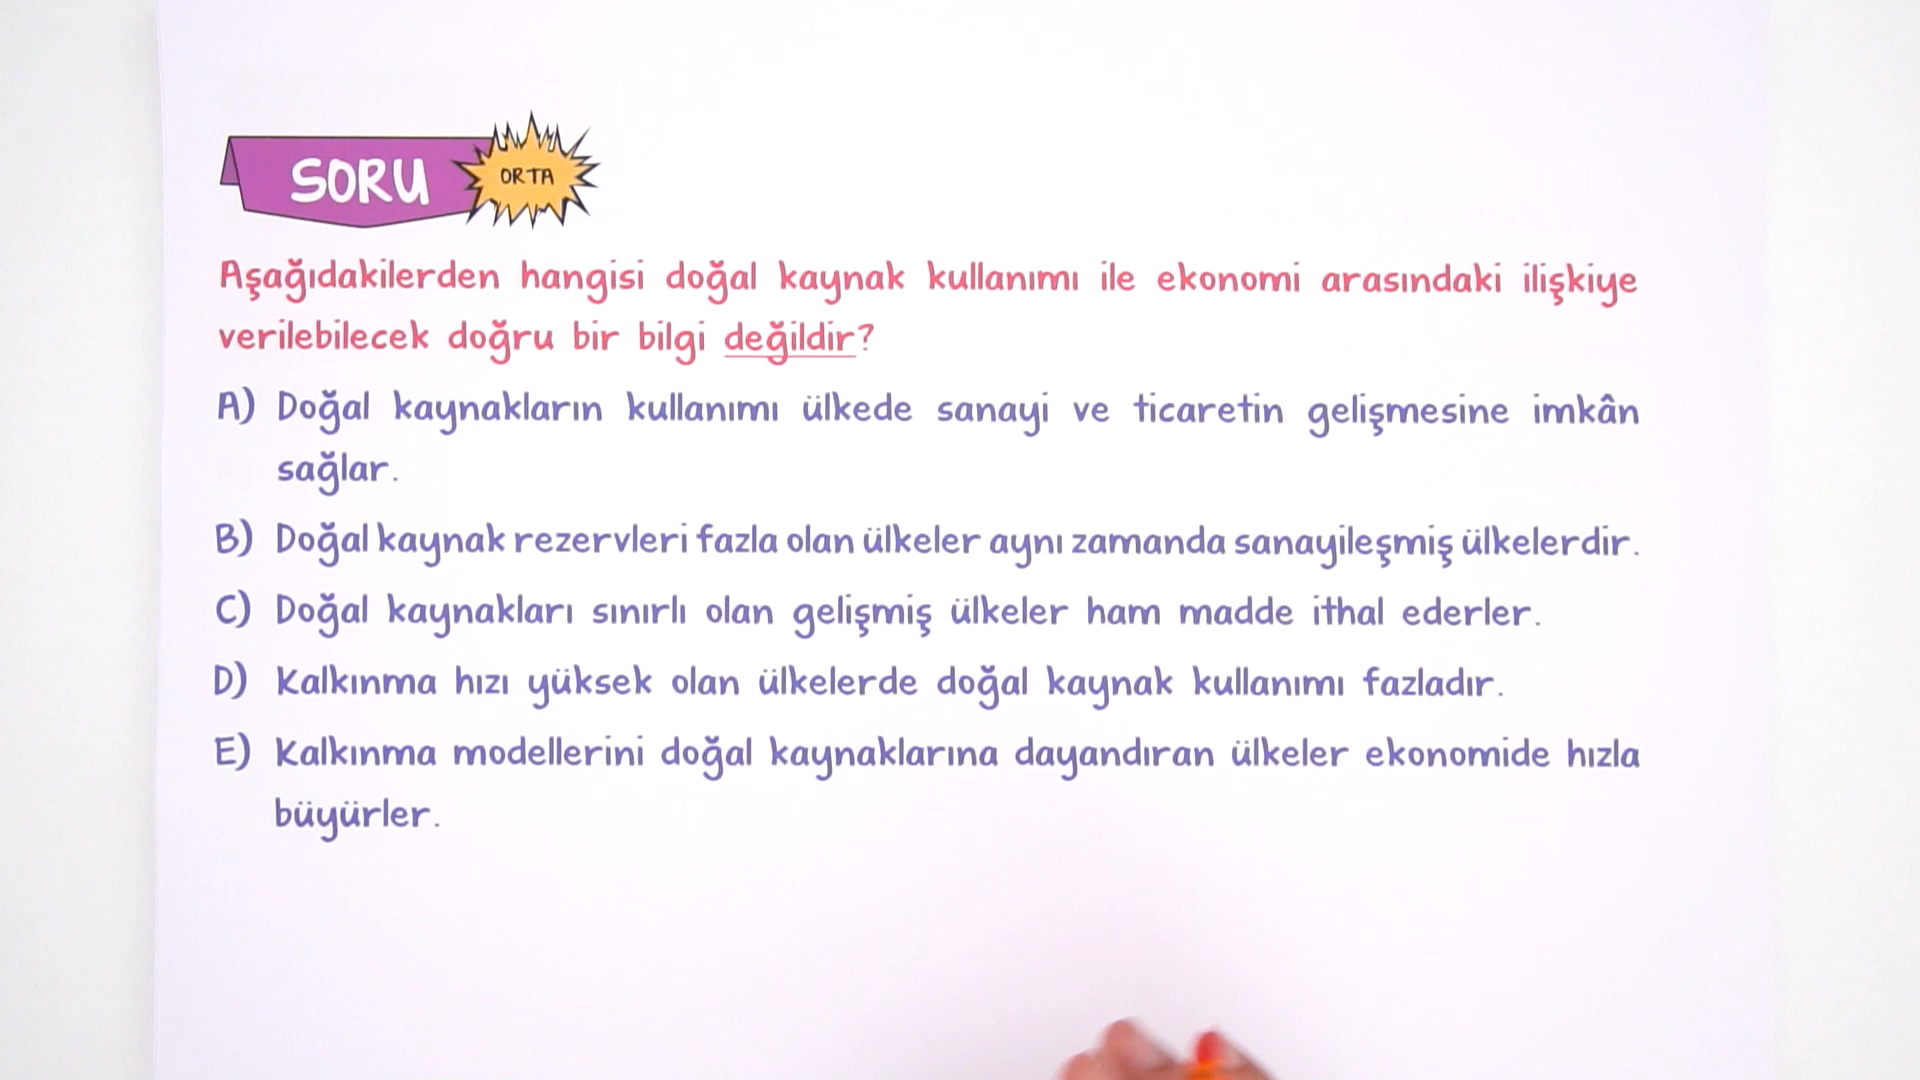 SORU
ORTA
Aşağıdakilerden hangisi doğal kaynak kullanımı ile ekonomi arasındaki ilişkiye
verilebilecek doğru bir bilgi değildir?
A) Doğal kaynakların kullanımı ülkede sanayi ve ticaretin gelişmesine imkân
sağlar.
B) Doğal kaynak rezervleri fazla olan ülkeler aynı zamanda sanayileşmiş ülkelerdir.
C) Doğal kaynakları sınırlı olan gelişmiş ülkeler ham madde ithal ederler.
D) Kalkınma hızı yüksek olan ülkelerde doğal kaynak kullanımı fazladır.
E) Kalkınma modellerini doğal kaynaklarına dayandıran ülkeler ekonomide hızla
büyürler.